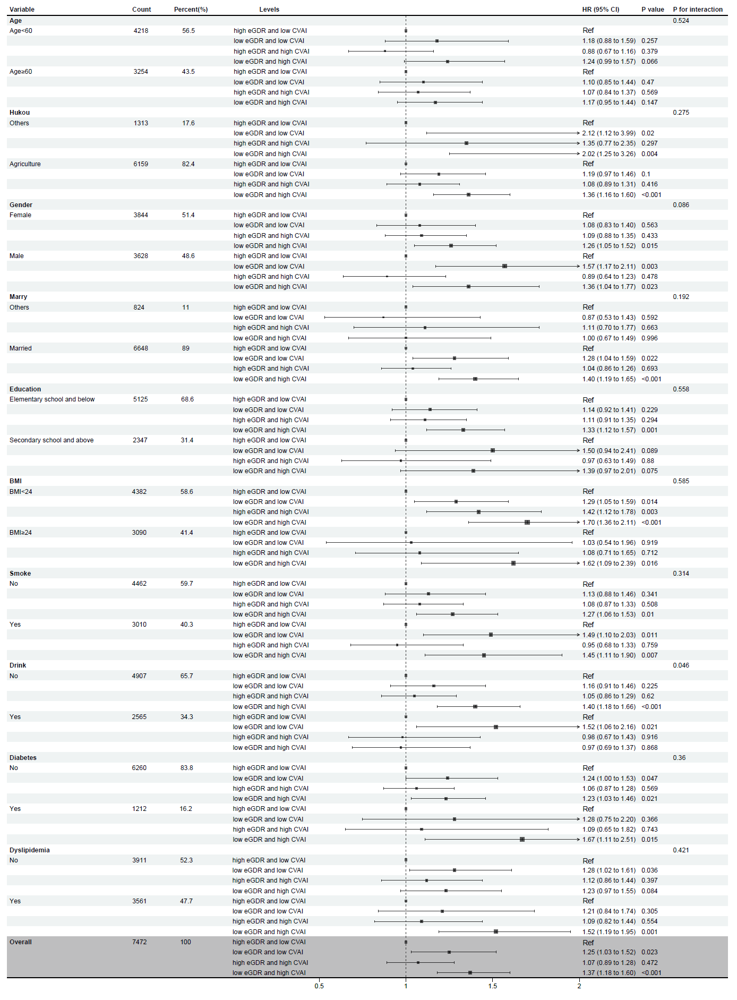 Variable Count Percent(%) Levels HR (95% CI) P value P for interaction
Age 0.524
Age<60 4218 56.5 high eGDR and low CVAI Ref
low eGDR and low CVAI 1.18 (0.88 to 1.59) 0.257
high eGDR and high CVAI 0.88 (0.67 to 1.16) 0.379
low eGDR and high CVAI 1.24 (0.99 to 1.57) 0.066
Age≥60 3254 43.5 high eGDR and low CVAI Ref
low eGDR and low CVAI 1.10 (0.85 to 1.44) 0.47
high eGDR and high CVAI 1.07 (0.84 to 1.37) 0.569
low eGDR and high CVAI 1.17 (0.95 to 1.44) 0.147
Hukou 0.275
Others 1313 17.6 high eGDR and low CVAI Ref
low eGDR and low CVAI 2.12 (1.12 to 3.99) 0.02
high eGDR and high CVAI 1.35 (0.77 to 2.35) 0.297
low eGDR and high CVAI 2.02 (1.25 to 3.26) 0.004
Agriculture 6159 82.4 high eGDR and low CVAI Ref
low eGDR and low CVAI 1.19 (0.97 to 1.46) 0.1
high eGDR and high CVAI 1.08 (0.89 to 1.31) 0.416
low eGDR and high CVAI 1.36 (1.16 to 1.60) <0.001
Gender 0.086
Female 3844 51.4 high eGDR and low CVAI Ref
low eGDR and low CVAI 1.08 (0.83 to 1.40) 0.563
high eGDR and high CVAI 1.09 (0.88 to 1.35) 0.433
low eGDR and high CVAI 1.26 (1.05 to 1.52) 0.015
Male 3628 48.6 high eGDR and low CVAI Ref
low eGDR and low CVAI 1.57 (1.17 to 2.11) 0.003
high eGDR and high CVAI 0.89 (0.64 to 1.23) 0.478
low eGDR and high CVAI 1.36 (1.04 to 1.77) 0.023
Marry 0.192
Others 824 11 high eGDR and low CVAI Ref
low eGDR and low CVAI 0.87 (0.53 to 1.43) 0.592
high eGDR and high CVAI 1.11 (0.70 to 1.77) 0.663
low eGDR and high CVAI 1.00 (0.67 to 1.49) 0.996
Married 6648 89 high eGDR and low CVAI Ref
low eGDR and low CVAI 1.28 (1.04 to 1.59) 0.022
high eGDR and high CVAI 1.04 (0.86 to 1.26) 0.693
low eGDR and high CVAI 1.40 (1.19 to 1.65) <0.001
Education 0.558
Elementary school and below 5125 68.6 high eGDR and low CVAI Ref
low eGDR and low CVAI 1.14 (0.92 to 1.41) 0.229
high eGDR and high CVAI 1.11 (0.91 to 1.35) 0.294
low eGDR and high CVAI 1.33 (1.12 to 1.57) 0.001
Secondary school and above 2347 31.4 high eGDR and low CVAI Ref
low eGDR and low CVAI 1.50 (0.94 to 2.41) 0.089
high eGDR and high CVAI 0.97 (0.63 to 1.49) 0.88
low eGDR and high CVAI 1.39 (0.97 to 2.01) 0.075
BMI 0.585
BMI<24 4382 58.6 high eGDR and low CVAI Ref
low eGDR and low CVAI 1.29 (1.05 to 1.59) 0.014
high eGDR and high CVAI 1.42 (1.12 to 1.78) 0.003
low eGDR and high CVAI 1.70 (1.36 to 2.11) <0.001
BMI≥24 3090 41.4 high eGDR and low CVAI Ref
low eGDR and low CVAI 1.03 (0.54 to 1.96) 0.919
high eGDR and high CVAI 1.08 (0.71 to 1.65) 0.712
low eGDR and high CVAI 1.62 (1.09 to 2.39) 0.016
Smoke 0.314
No 4462 59.7 high eGDR and low CVAI Ref
low eGDR and low CVAI 1.13 (0.88 to 1.46) 0.341
high eGDR and high CVAI 1.08 (0.87 to 1.33) 0.508
low eGDR and high CVAI 1.27 (1.06 to 1.53) 0.01
Yes 3010 40.3 high eGDR and low CVAI Ref
low eGDR and low CVAI 1.49 (1.10 to 2.03) 0.011
high eGDR and high CVAI 0.95 (0.68 to 1.33) 0.759
low eGDR and high CVAI 1.45 (1.11 to 1.90) 0.007
Drink 0.046
No 4907 65.7 high eGDR and low CVAI Ref
low eGDR and low CVAI 1.16 (0.91 to 1.46) 0.225
high eGDR and high CVAI 1.05 (0.86 to 1.29) 0.62
low eGDR and high CVAI 1.40 (1.18 to 1.66) <0.001
Yes 2565 34.3 high eGDR and low CVAI Ref
low eGDR and low CVAI 1.52 (1.06 to 2.16) 0.021
high eGDR and high CVAI 0.98 (0.67 to 1.43) 0.916
low eGDR and high CVAI 0.97 (0.69 to 1.37) 0.868
Diabetes 0.36
No 6260 83.8 high eGDR and low CVAI Ref
low eGDR and low CVAI 1.24 (1.00 to 1.53) 0.047
high eGDR and high CVAI 1.06 (0.87 to 1.28) 0.569
low eGDR and high CVAI 1.23 (1.03 to 1.46) 0.021
Yes 1212 16.2 high eGDR and low CVAI Ref
low eGDR and low CVAI 1.28 (0.75 to 2.20) 0.366
high eGDR and high CVAI 1.09 (0.65 to 1.82) 0.743
low eGDR and high CVAI 1.67 (1.11 to 2.51) 0.015
Dyslipidemia 0.421
No 3911 52.3 high eGDR and low CVAI Ref
low eGDR and low CVAI 1.28 (1.02 to 1.61) 0.036
high eGDR and high CVAI 1.12 (0.86 to 1.44) 0.397
low eGDR and high CVAI 1.23 (0.97 to 1.55) 0.084
Yes 3561 47.7 high eGDR and low CVAI Ref
low eGDR and low CVAI 1.21 (0.84 to 1.74) 0.305
high eGDR and high CVAI 1.09 (0.82 to 1.44) 0.554
low eGDR and high CVAI 1.52 (1.19 to 1.95) 0.001
Overall 7472 100 high eGDR and low CVAI Ref
low eGDR and low CVAI 1.25 (1.03 to 1.52) 0.023
high eGDR and high CVAI 1.07 (0.89 to 1.28) 0.472
low eGDR and high CVAI 1.37 (1.18 to 1.60) <0.001
0.5 1 1.5 2